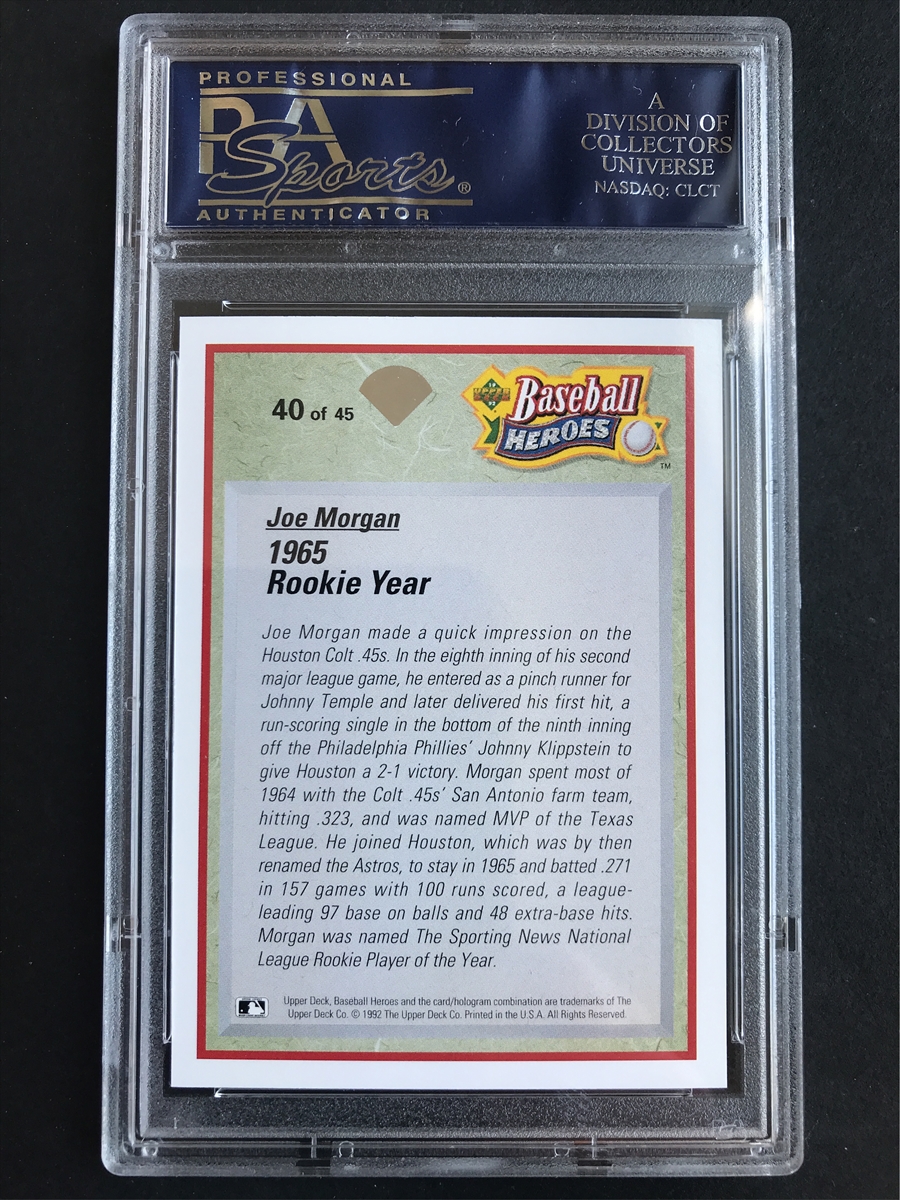 PROFESSIONAL
PSA
Sports®
AUTHENTICATOR
A
DIVISION OF
COLLECTORS
UNIVERSE
NASDAQ: CLCT
40 of 45
UPPER DECK
Baseball
HEROES
TM
Joe Morgan
1965
Rookie Year
Joe Morgan made a quick impression on the
Houston Colt .45s. In the eighth inning of his second
major league game, he entered as a pinch runner for
Johnny Temple and later delivered his first hit, a
run-scoring single in the bottom of the ninth inning
off the Philadelphia Phillies' Johnny Klippstein to
give Houston a 2-1 victory. Morgan spent most of
1964 with the Colt .45s' San Antonio farm team,
hitting .323, and was named MVP of the Texas
League. He joined Houston, which was by then
renamed the Astros, to stay in 1965 and batted .271
in 157 games with 100 runs scored, a league-
leading 97 base on balls and 48 extra-base hits.
Morgan was named The Sporting News National
League Rookie Player of the Year.
Upper Deck, Baseball Heroes and the card/hologram combination are trademarks of The
Upper Deck Co. © 1992 The Upper Deck Co. Printed in the U.S.A. All Rights Reserved.